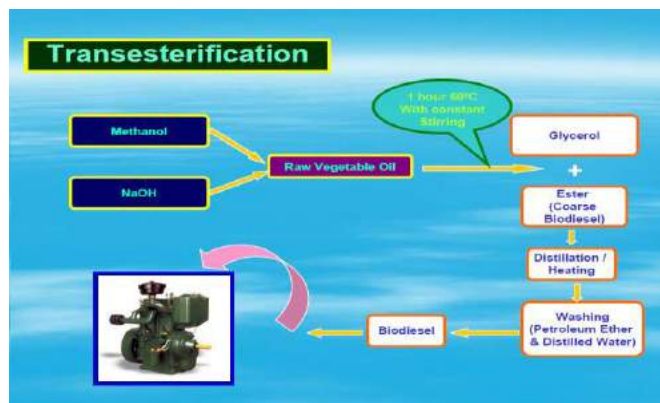 Transesterification
1 hour 60ºC
With constant
Stirring
Methanol
Glycerol
Raw Vegetable Oil
+
NaOH
Ester
(Coarse
Biodiesel)
Distillation /
Heating
Washing
(Petroleum Ether
& Distilled Water)
Biodiesel